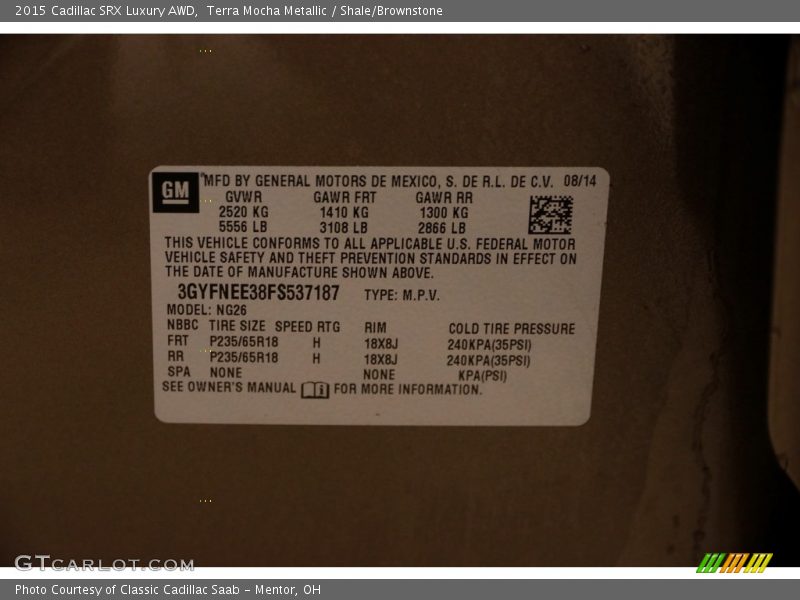 2015 Cadillac SRX Luxury AWD, Terra Mocha Metallic / Shale/Brownstone
GM MFD BY GENERAL MOTORS DE MEXICO, S. DE R.L. DE C.V. 08/14
GVWR GAWR FRT GAWR RR
2520 KG 1410 KG 1300 KG
5556 LB 3108 LB 2866 LB
THIS VEHICLE CONFORMS TO ALL APPLICABLE U.S. FEDERAL MOTOR
VEHICLE SAFETY AND THEFT PREVENTION STANDARDS IN EFFECT ON
THE DATE OF MANUFACTURE SHOWN ABOVE.
3GYFNEE38FS537187 TYPE: M.P.V.
MODEL: NG26
NBBC TIRE SIZE SPEED RTG RIM COLD TIRE PRESSURE
FRT P235/65R18 H 18X8J 240KPA(35PSI)
RR P235/65R18 H 18X8J 240KPA(35PSI)
SPA NONE NONE KPA(PSI)
SEE OWNER'S MANUAL FOR MORE INFORMATION.
GTCARLOT.COM
Photo Courtesy of Classic Cadillac Saab - Mentor, OH